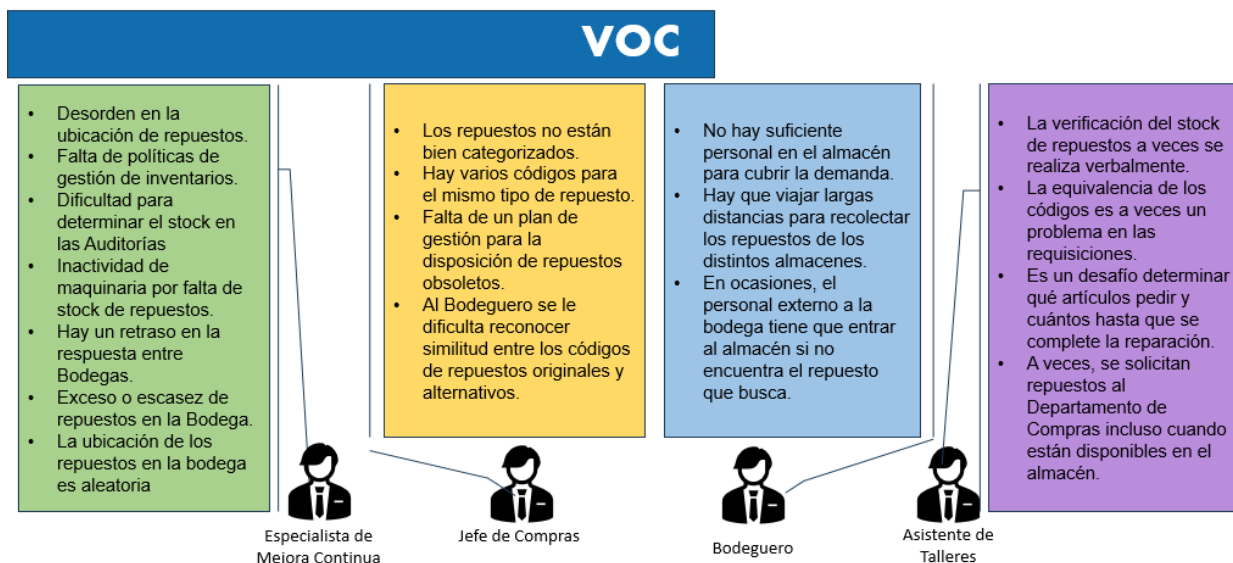 VOC
• Desorden en la
ubicación de repuestos.
• Falta de políticas de
gestión de inventarios.
• Dificultad para
determinar el stock en
las Auditorías
• Inactividad de
maquinaria por falta de
stock de repuestos.
• Hay un retraso en la
respuesta entre
Bodegas.
• Exceso o escasez de
repuestos en la Bodega.
• La ubicación de los
repuestos en la bodega
es aleatoria
Especialista de
Mejora Continua
• Los repuestos no están
bien categorizados.
• Hay varios códigos para
el mismo tipo de repuesto.
• Falta de un plan de
gestión para la
disposición de repuestos
obsoletos.
• Al Bodeguero se le
dificulta reconocer
similitud entre los códigos
de repuestos originales y
alternativos.
Jefe de Compras
• No hay suficiente
personal en el almacén
para cubrir la demanda.
• Hay que viajar largas
distancias para recolectar
los repuestos de los
distintos almacenes.
• En ocasiones, el
personal externo a la
bodega tiene que entrar
al almacén si no
encuentra el repuesto
que busca.
Bodeguero
• La verificación del stock
de repuestos a veces se
realiza verbalmente.
• La equivalencia de los
códigos es a veces un
problema en las
requisiciones.
• Es un desafío determinar
qué artículos pedir y
cuántos hasta que se
complete la reparación.
• A veces, se solicitan
repuestos al
Departamento de
Compras incluso cuando
están disponibles en el
almacén.
Asistente de
Talleres